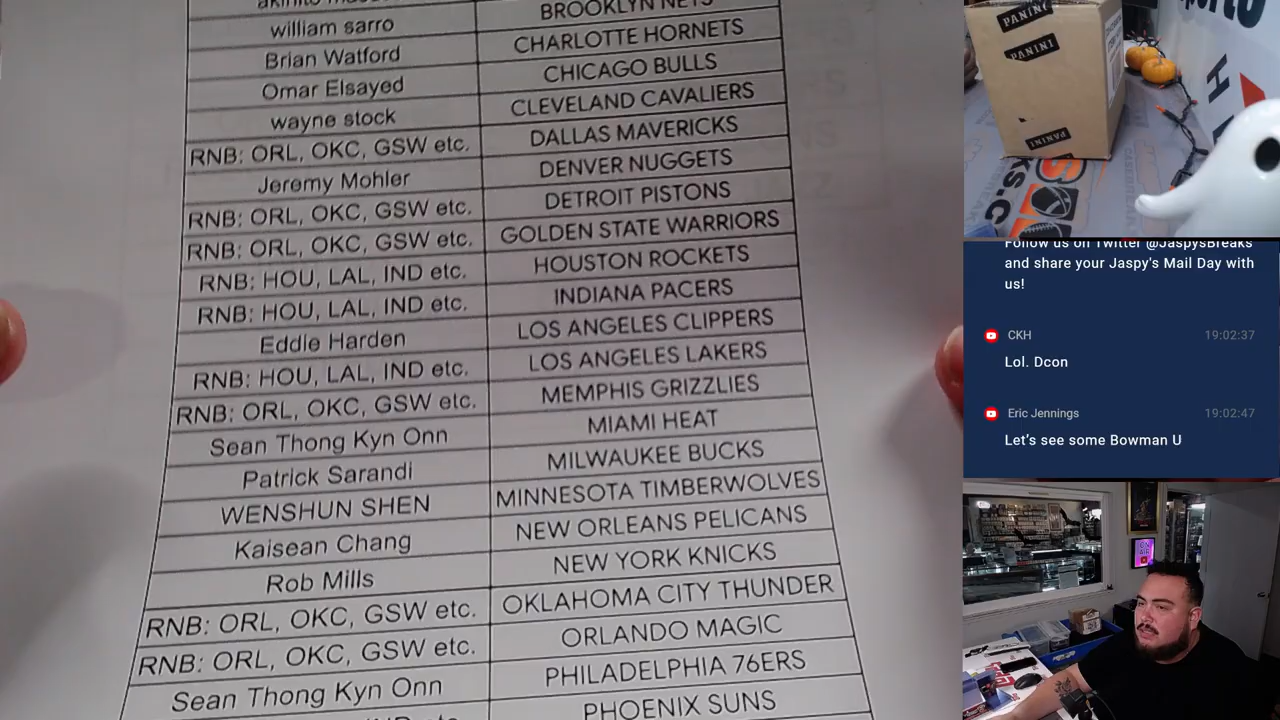 akinito
william sarro BROOKLYN NETS
Brian Watford CHARLOTTE HORNETS
Omar Elsayed CHICAGO BULLS
wayne stock CLEVELAND CAVALIERS
RNB: ORL, OKC, GSW etc. DALLAS MAVERICKS
Jeremy Mohler DENVER NUGGETS
RNB: ORL, OKC, GSW etc. DETROIT PISTONS
RNB: ORL, OKC, GSW etc. GOLDEN STATE WARRIORS
RNB: HOU, LAL, IND etc. HOUSTON ROCKETS
RNB: HOU, LAL, IND etc. INDIANA PACERS
Eddie Harden LOS ANGELES CLIPPERS
RNB: HOU, LAL, IND etc. LOS ANGELES LAKERS
RNB: ORL, OKC, GSW etc. MEMPHIS GRIZZLIES
Sean Thong Kyn Onn MIAMI HEAT
Patrick Sarandi MILWAUKEE BUCKS
WENSHUN SHEN MINNESOTA TIMBERWOLVES
Kaisean Chang NEW ORLEANS PELICANS
Rob Mills NEW YORK KNICKS
RNB: ORL, OKC, GSW etc. OKLAHOMA CITY THUNDER
RNB: ORL, OKC, GSW etc. ORLANDO MAGIC
Sean Thong Kyn Onn PHILADELPHIA 76ERS
PHOENIX SUNS
PANINI
PANINI
PANINI
Follow us on Twitter @JaspysBreaks
and share your Jaspy's Mail Day with
us!
CKH 19:02:37
Lol. Dcon
Eric Jennings 19:02:47
Let's see some Bowman U
ON
AIR